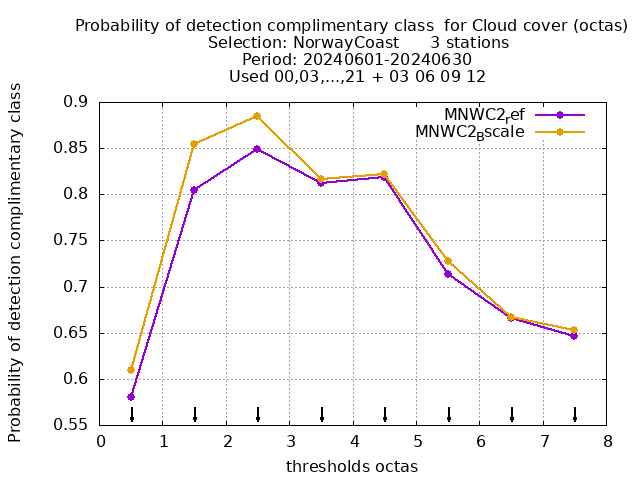 Probability of detection complimentary class  for Cloud cover (octas)
Selection: NorwayCoast      3 stations
Period: 20240601-20240630
Used 00,03,...,21 + 03 06 09 12
Probability of detection complimentary class
MNWC2ref
MNWC2Bscale
0.9
0.85
0.8
0.75
0.7
0.65
0.6
0.55
0 1 2 3 4 5 6 7 8
thresholds octas